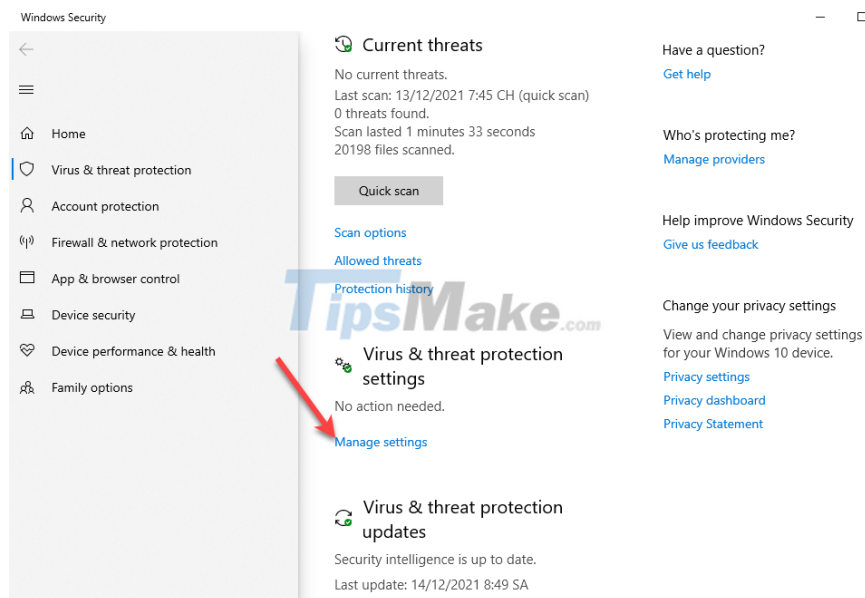 Windows Security
Home
Virus & threat protection
Account protection
Firewall & network protection
App & browser control
Device security
Device performance & health
Family options
Current threats
No current threats.
Last scan: 13/12/2021 7:45 CH (quick scan)
0 threats found.
Scan lasted 1 minutes 33 seconds
20198 files scanned.
Quick scan
Scan options
Allowed threats
Protection history
TipsMake.com
Virus & threat protection
settings
No action needed.
Manage settings
Virus & threat protection
updates
Security intelligence is up to date.
Last update: 14/12/2021 8:49 SA
Have a question?
Get help
Who's protecting me?
Manage providers
Help improve Windows Security
Give us feedback
Change your privacy settings
View and change privacy settings
for your Windows 10 device.
Privacy settings
Privacy dashboard
Privacy Statement